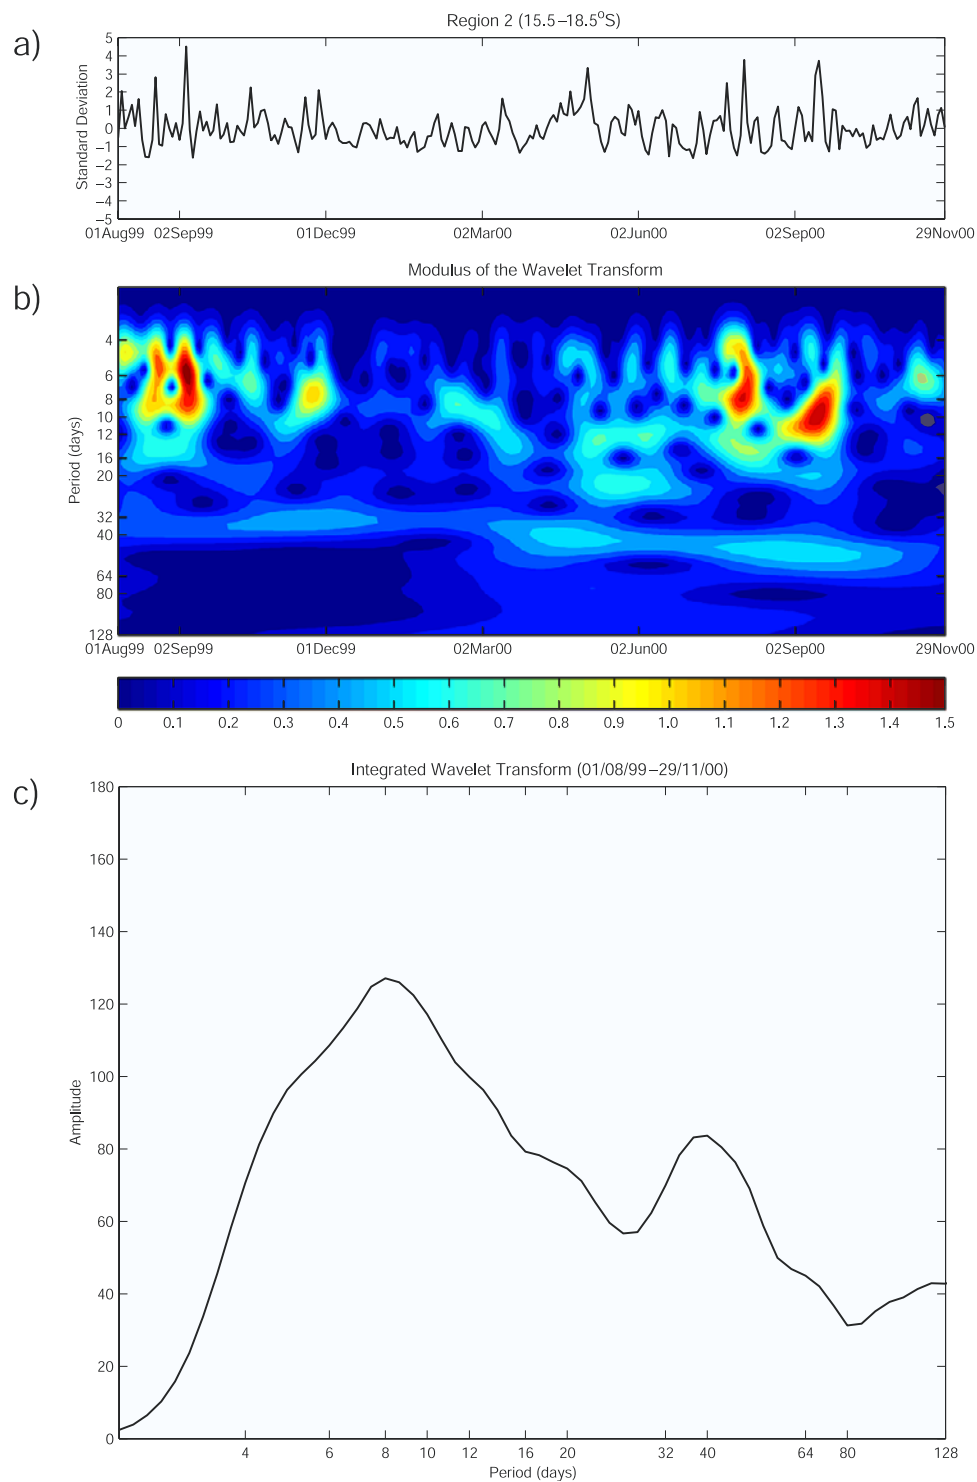 Region 2 (15.5–18.5°S)
a)
5
4
3
2
1
0
−1
−2
−3
−4
−5
Standard Deviation
01Aug99 02Sep99 01Dec99 02Mar00 02Jun00 02Sep00 29Nov00
Modulus of the Wavelet Transform
b)
4
6
8
10
12
16
20
32
40
64
80
128
Period (days)
01Aug99 02Sep99 01Dec99 02Mar00 02Jun00 02Sep00 29Nov00
0 0.1 0.2 0.3 0.4 0.5 0.6 0.7 0.8 0.9 1.0 1.1 1.2 1.3 1.4 1.5
Integrated Wavelet Transform (01/08/99–29/11/00)
c)
180
160
140
120
100
80
60
40
20
0
Amplitude
4 6 8 10 12 16 20 32 40 64 80 128
Period (days)